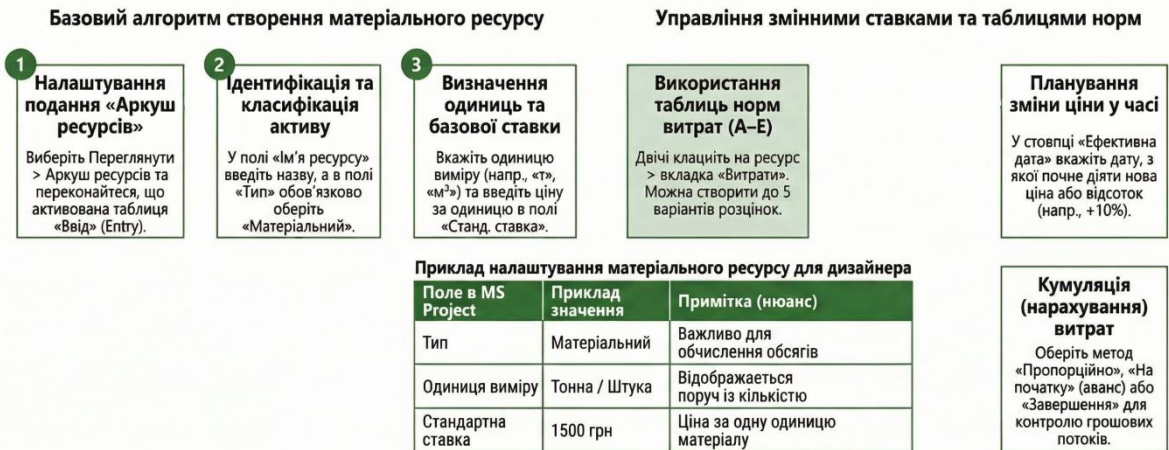 Базовий алгоритм створення матеріального ресурсу
1
Налаштування
подання «Аркуш
ресурсів»
Виберіть Переглянути
> Аркуш ресурсів та
переконайтеся, що
активована таблиця
«Ввід» (Entry).
2
Ідентифікація та
класифікація
активу
У полі «Ім’я ресурсу»
введіть назву, а в полі
«Тип» обов’язково
оберіть
«Матеріальний».
3
Визначення
одиниць та
базової ставки
Вкажіть одиницю
виміру (напр., «т»,
«м³») та введіть ціну
за одиницю в полі
«Станд. ставка».
Управління змінними ставками та таблицями норм
Використання
таблиць норм
витрат (А–Е)
Двічі клацніть на ресурс
> вкладка «Витрати».
Можна створити до 5
варіантів розцінок.
Планування
зміни ціни у часі
У стовпці «Ефективна
дата» вкажіть дату, з
якої почне діяти нова
ціна або відсоток
(напр., +10%).
Приклад налаштування матеріального ресурсу для дизайнера
Поле в MS
Project
Приклад
значення
Примітка (нюанс)
Тип
Матеріальний
Важливо для
обчислення обсягів
Одиниця виміру
Тонна / Штука
Відображається
поруч із кількістю
Стандартна
ставка
1500 грн
Ціна за одну одиницю
матеріалу
Кумуляція
(нарахування)
витрат
Оберіть метод
«Пропорційно», «На
початку» (аванс) або
«Завершення» для
контролю грошових
потоків.